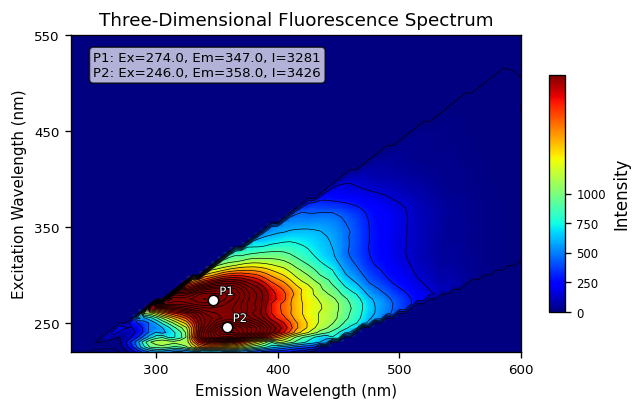 Three-Dimensional Fluorescence Spectrum
P1: Ex=274.0, Em=347.0, I=3281
P2: Ex=246.0, Em=358.0, I=3426
550
450
350
250
Excitation Wavelength (nm)
P1
P2
300
400
500
600
Emission Wavelength (nm)
1000
750
500
250
0
Intensity